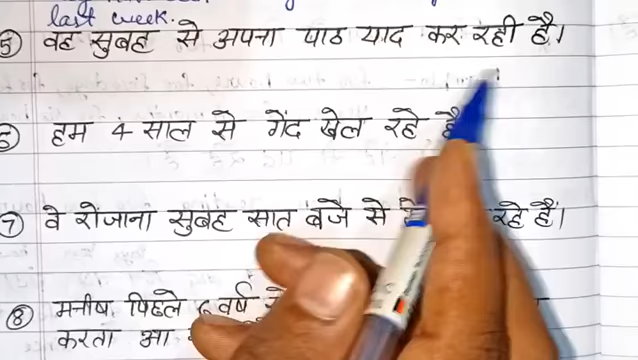 last week.
⑤ वह सुबह से अपना पाठ याद कर रही है।
⑥ हम 4 साल से गेंद खेल रहे है
⑦ वे रोजाना सुबह सात बजे से रहे हैं।
⑧ मनीष पिछले 6 वर्ष
करता आ